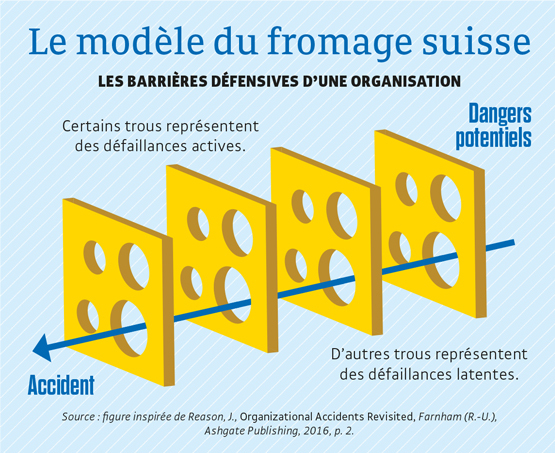 Le modèle du fromage suisse
LES BARRIÈRES DÉFENSIVES D’UNE ORGANISATION
Certains trous représentent
des défaillances actives.
Dangers
potentiels
Accident
D’autres trous représentent
des défaillances latentes.
Source : figure inspirée de Reason, J., Organizational Accidents Revisited, Farnham (R.-U.),
Ashgate Publishing, 2016, p. 2.